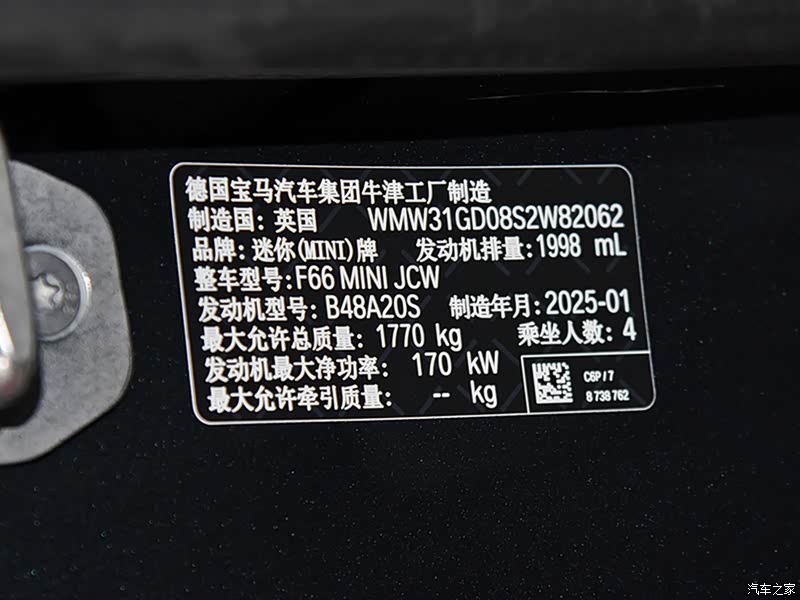 德国宝马汽车集团牛津工厂制造
制造国: 英国 WMW31GD08S2W82062
品牌: 迷你(MINI)牌 发动机排量: 1998 mL
整车型号: F66 MINI JCW
发动机型号: B48A20S 制造年月: 2025-01
最大允许总质量: 1770 kg 乘坐人数: 4
发动机最大净功率: 170 kW
最大允许牵引质量: -- kg
C6P/7
8 738 762
汽车之家